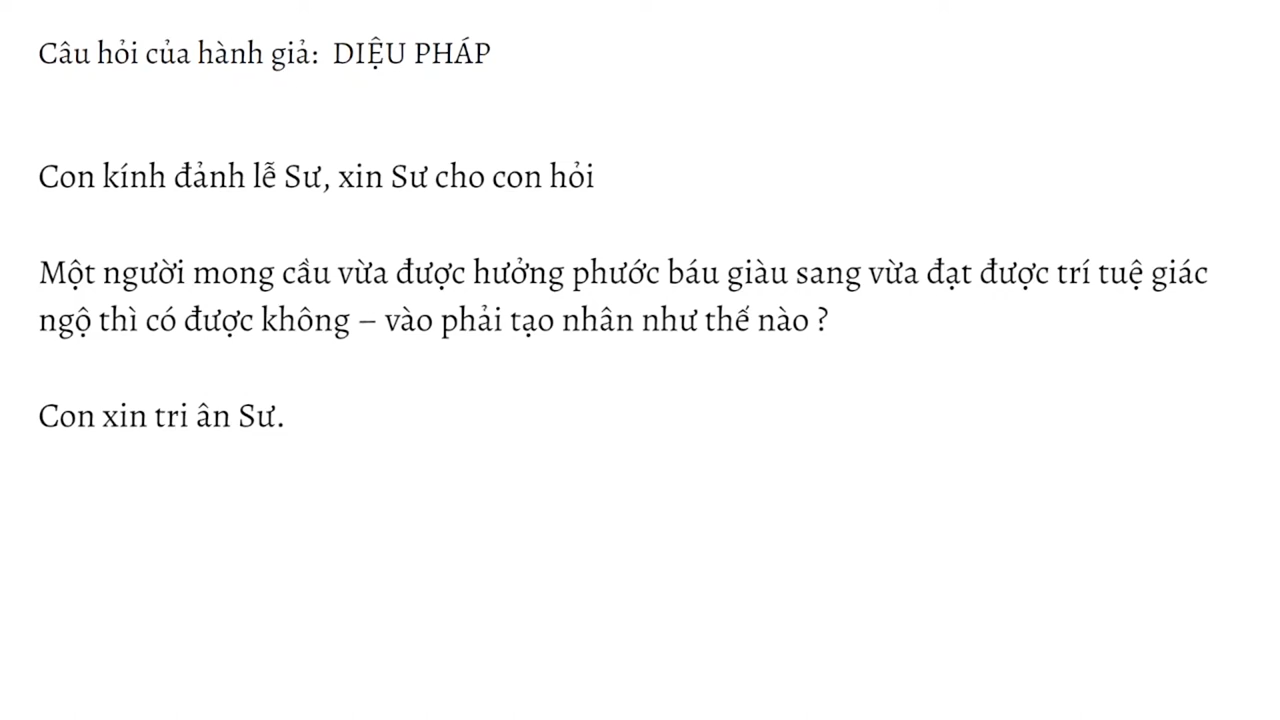 Câu hỏi của hành giả: DIỆU PHÁP
Con kính đảnh lễ Sư, xin Sư cho con hỏi
Một người mong cầu vừa được hưởng phước báu giàu sang vừa đạt được trí tuệ giác
ngộ thì có được không – vào phải tạo nhân như thế nào ?
Con xin tri ân Sư.